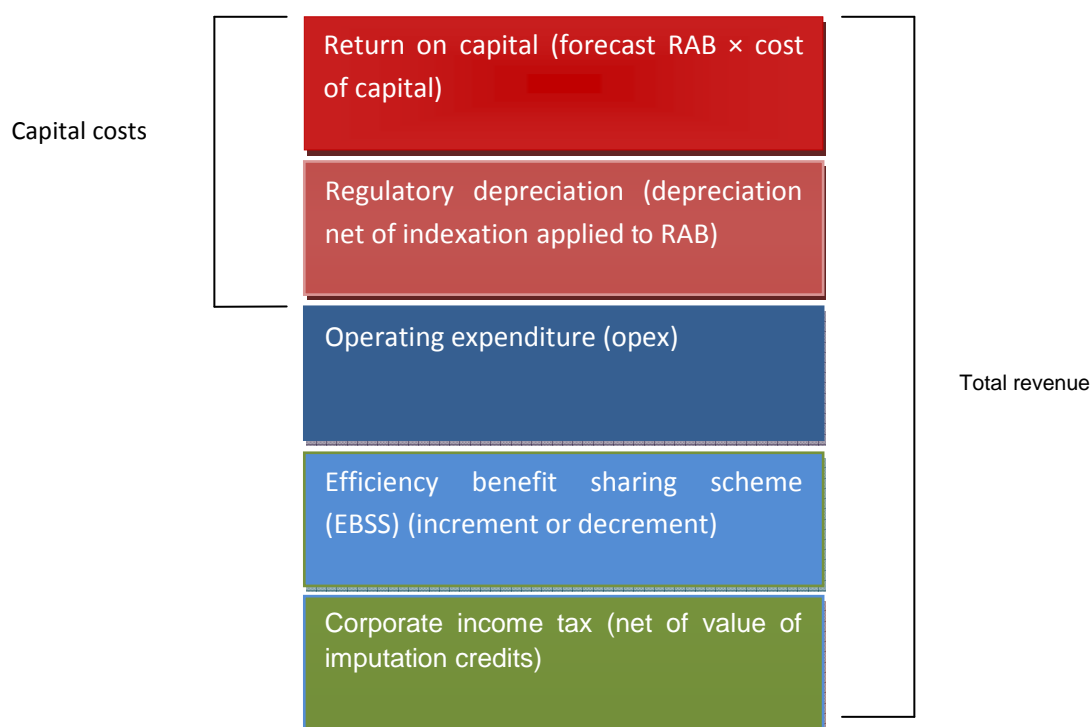 Return on capital (forecast RAB × cost
of capital)
Capital costs
Regulatory depreciation (depreciation
net of indexation applied to RAB)
Operating expenditure (opex)
Total revenue
Efficiency benefit sharing scheme
(EBSS) (increment or decrement)
Corporate income tax (net of value of
imputation credits)